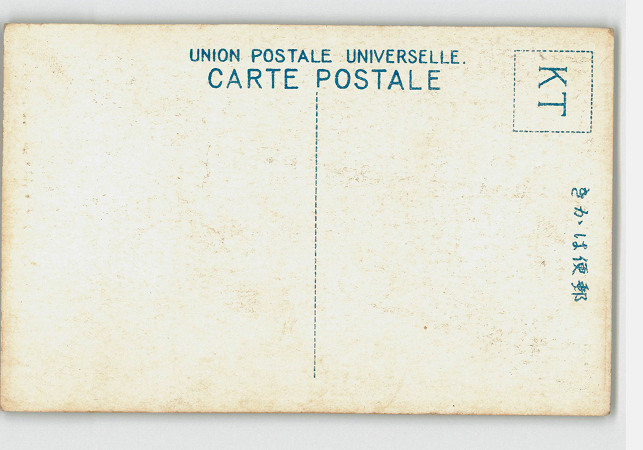 UNION POSTALE UNIVERSELLE.
CARTE POSTALE
KT
郵便はかき